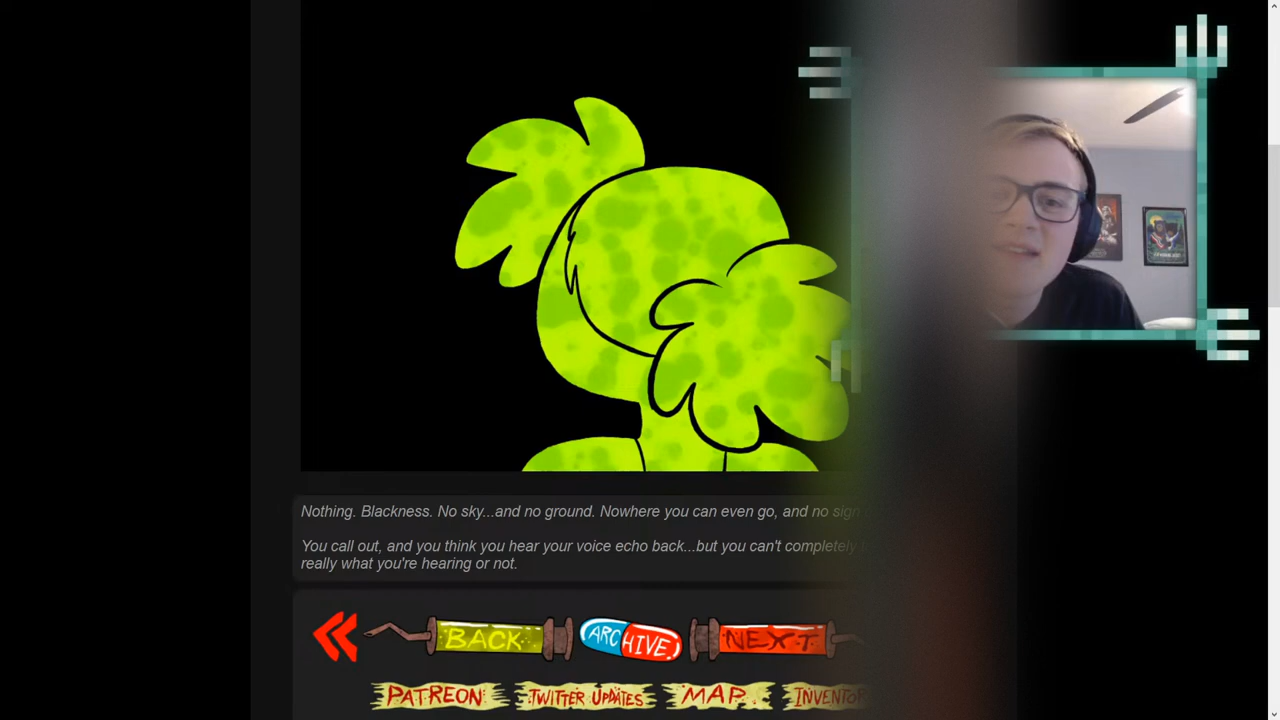 Nothing. Blackness. No sky...and no ground. Nowhere you can even go, and no sign
You call out, and you think you hear your voice echo back...but you can't completely
really what you're hearing or not.
BACK
ARCHIVE
NEXT
PATREON
TWITTER UPDATES
MAP